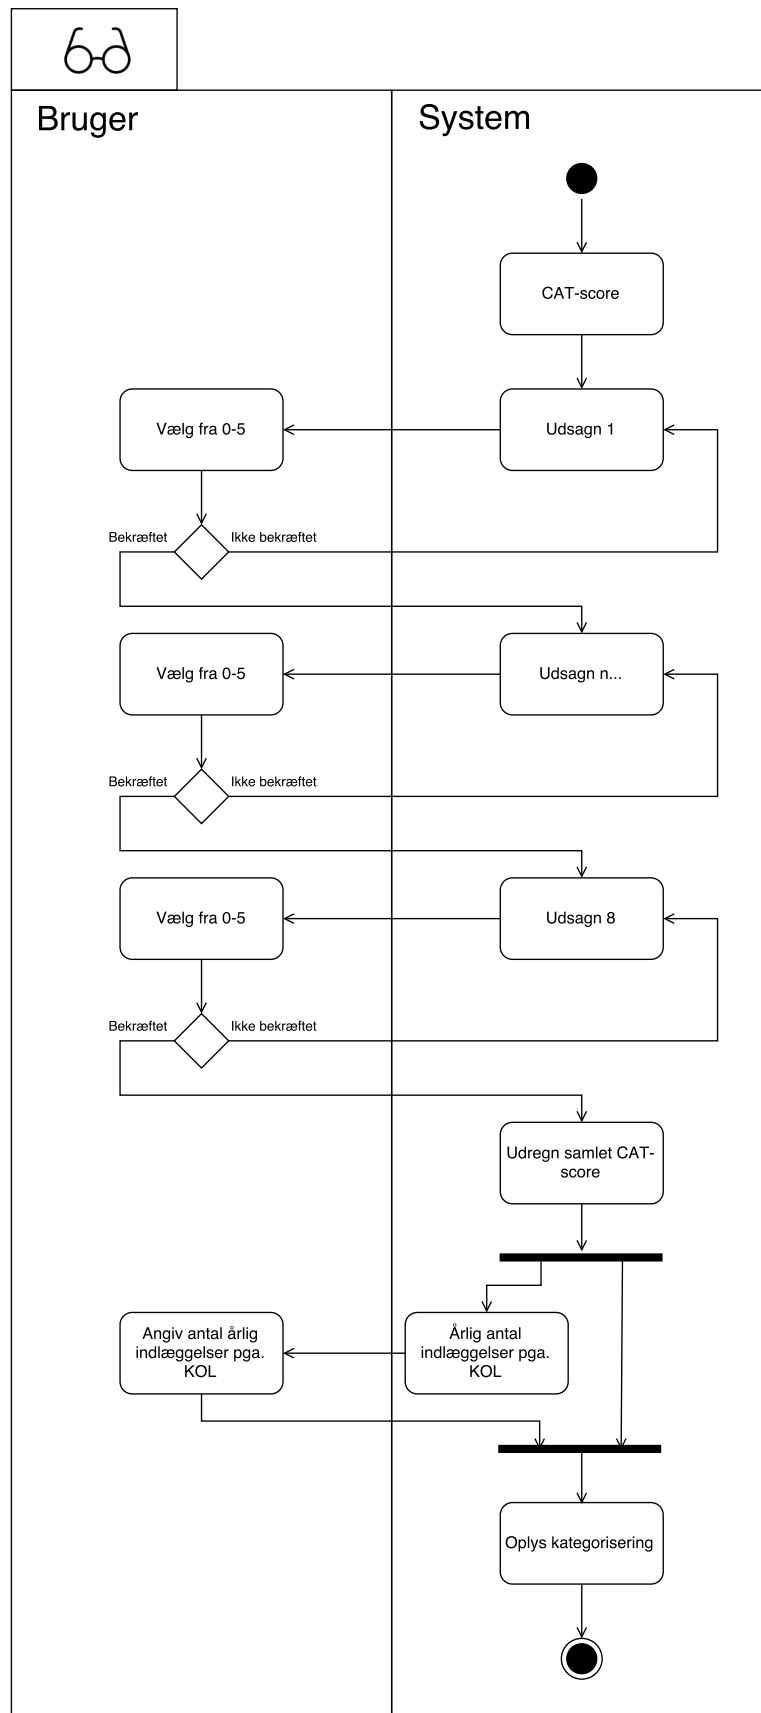 Bruger
System
CAT-score
Vælg fra 0-5
Udsagn 1
Bekræftet
Ikke bekræftet
Vælg fra 0-5
Udsagn n...
Bekræftet
Ikke bekræftet
Vælg fra 0-5
Udsagn 8
Bekræftet
Ikke bekræftet
Udregn samlet CAT-
score
Angiv antal årlig
indlæggelser pga.
KOL
Årlig antal
indlæggelser pga.
KOL
Oplys kategorisering